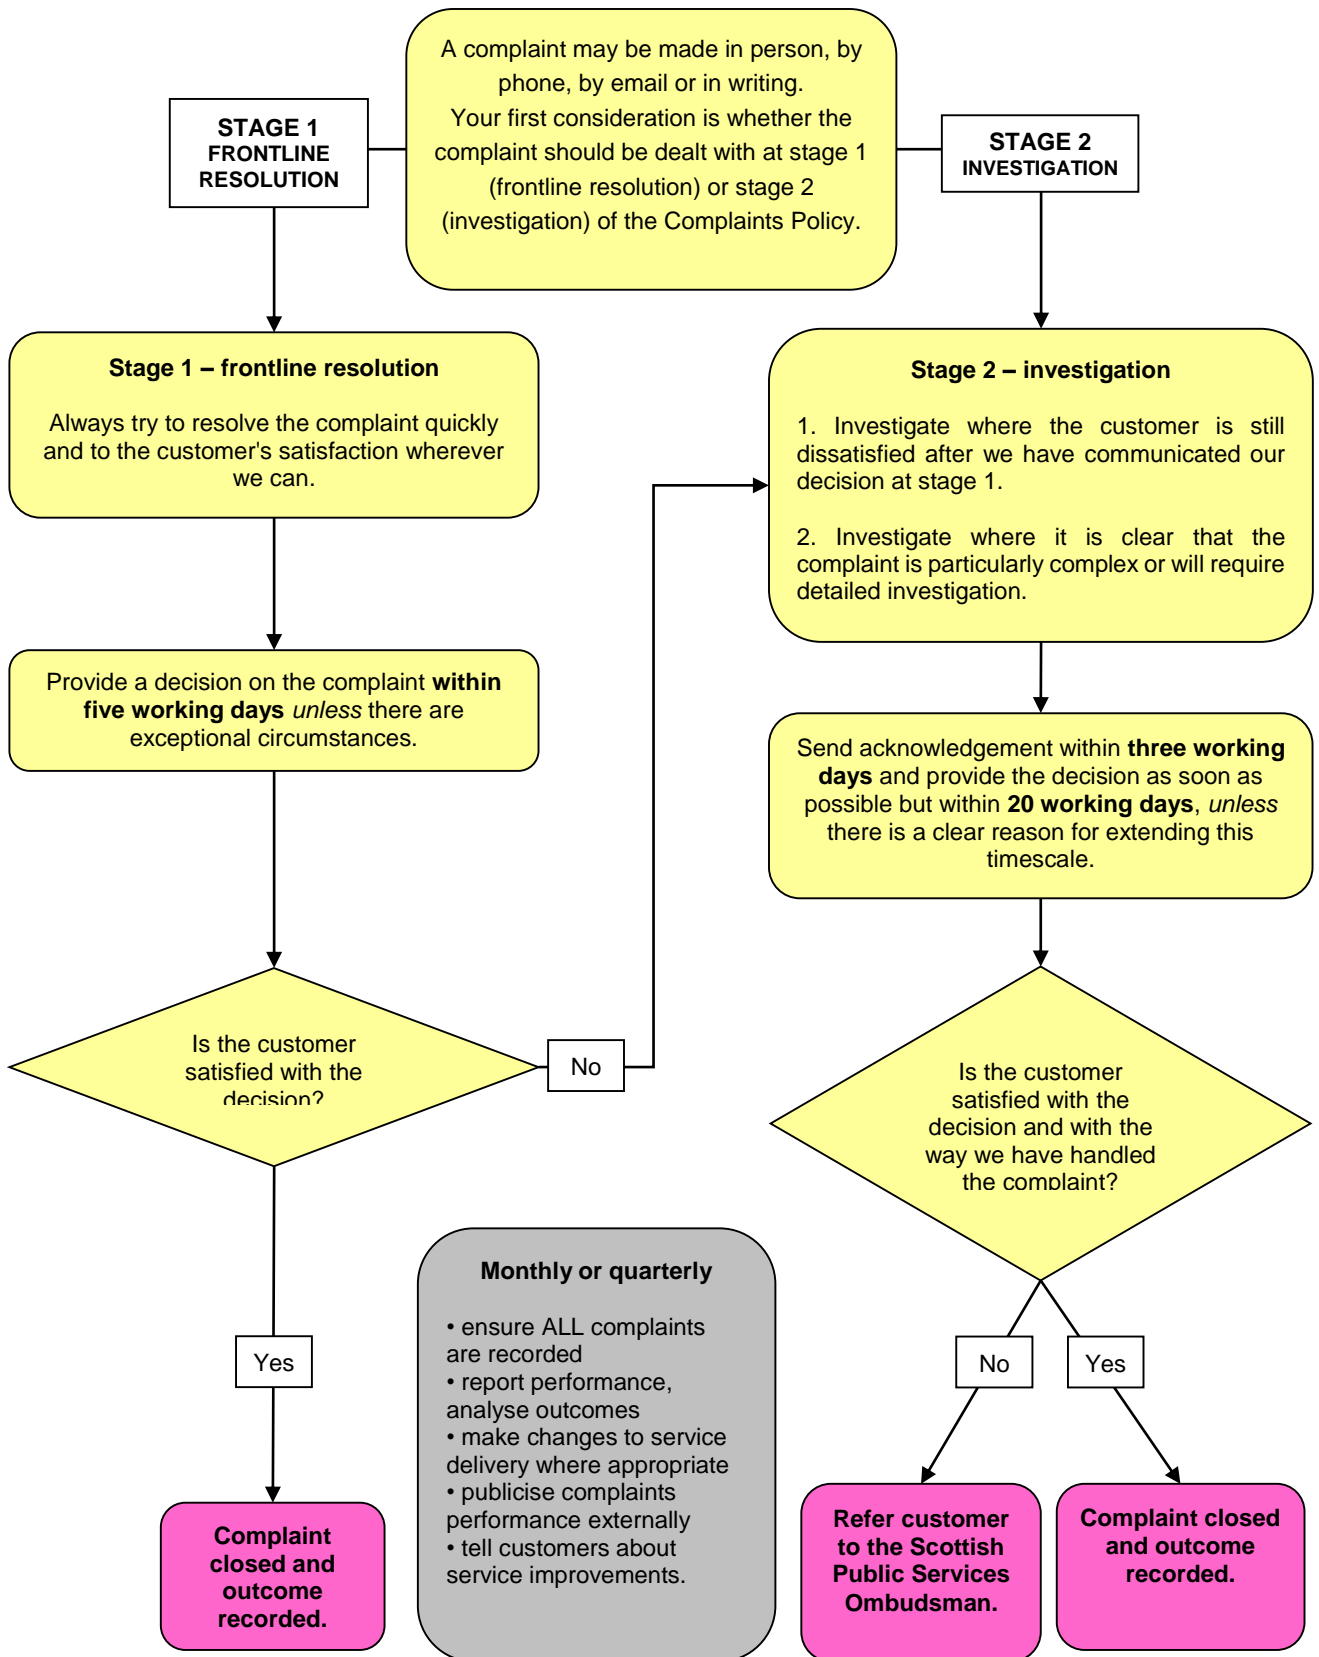 A complaint may be made in person, by
phone, by email or in writing.
Your first consideration is whether the
complaint should be dealt with at stage 1
(frontline resolution) or stage 2
(investigation) of the Complaints Policy.
STAGE 1
FRONTLINE
RESOLUTION
STAGE 2
INVESTIGATION
Stage 1 – frontline resolution
Always try to resolve the complaint quickly
and to the customer's satisfaction wherever
we can.
Provide a decision on the complaint within
five working days unless there are
exceptional circumstances.
Is the customer
satisfied with the
decision?
No
Yes
Complaint
closed and
outcome
recorded.
Stage 2 – investigation
1. Investigate where the customer is still
dissatisfied after we have communicated our
decision at stage 1.
2. Investigate where it is clear that the
complaint is particularly complex or will require
detailed investigation.
Send acknowledgement within three working
days and provide the decision as soon as
possible but within 20 working days, unless
there is a clear reason for extending this
timescale.
Is the customer
satisfied with the
decision and with the
way we have handled
the complaint?
No
Yes
Refer customer
to the Scottish
Public Services
Ombudsman.
Complaint closed
and outcome
recorded.
Monthly or quarterly
• ensure ALL complaints
are recorded
• report performance,
analyse outcomes
• make changes to service
delivery where appropriate
• publicise complaints
performance externally
• tell customers about
service improvements.